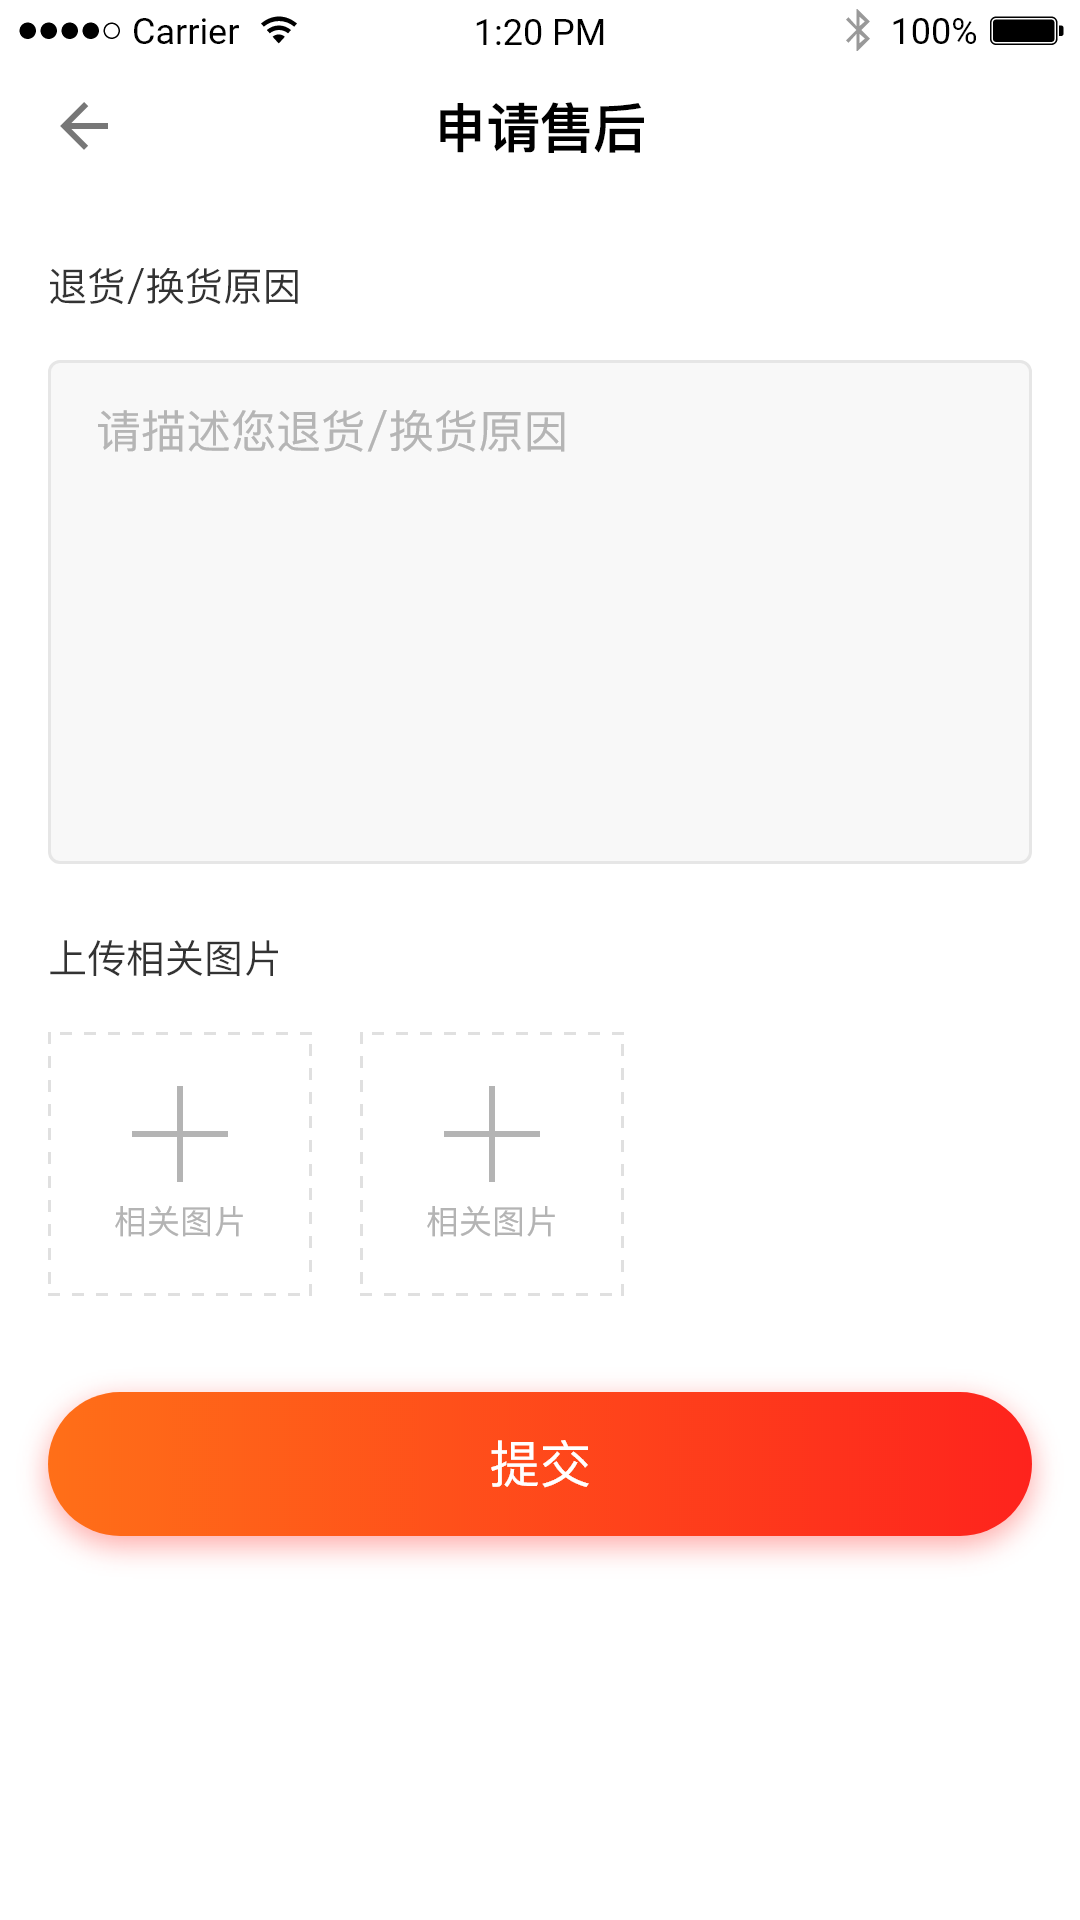 Carrier 1:20 PM 100%
申请售后
退货/换货原因
请描述您退货/换货原因
上传相关图片
相关图片 相关图片
提交